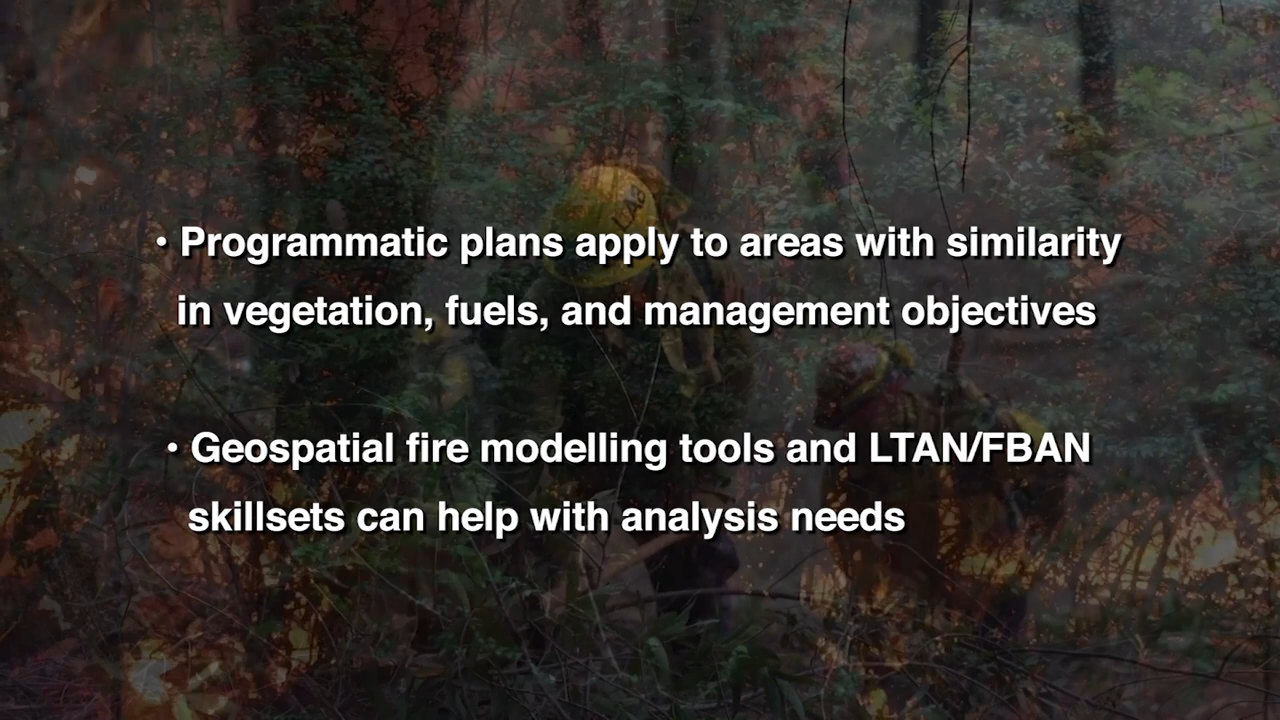 • Programmatic plans apply to areas with similarity
in vegetation, fuels, and management objectives
• Geospatial fire modelling tools and LTAN/FBAN
skillsets can help with analysis needs